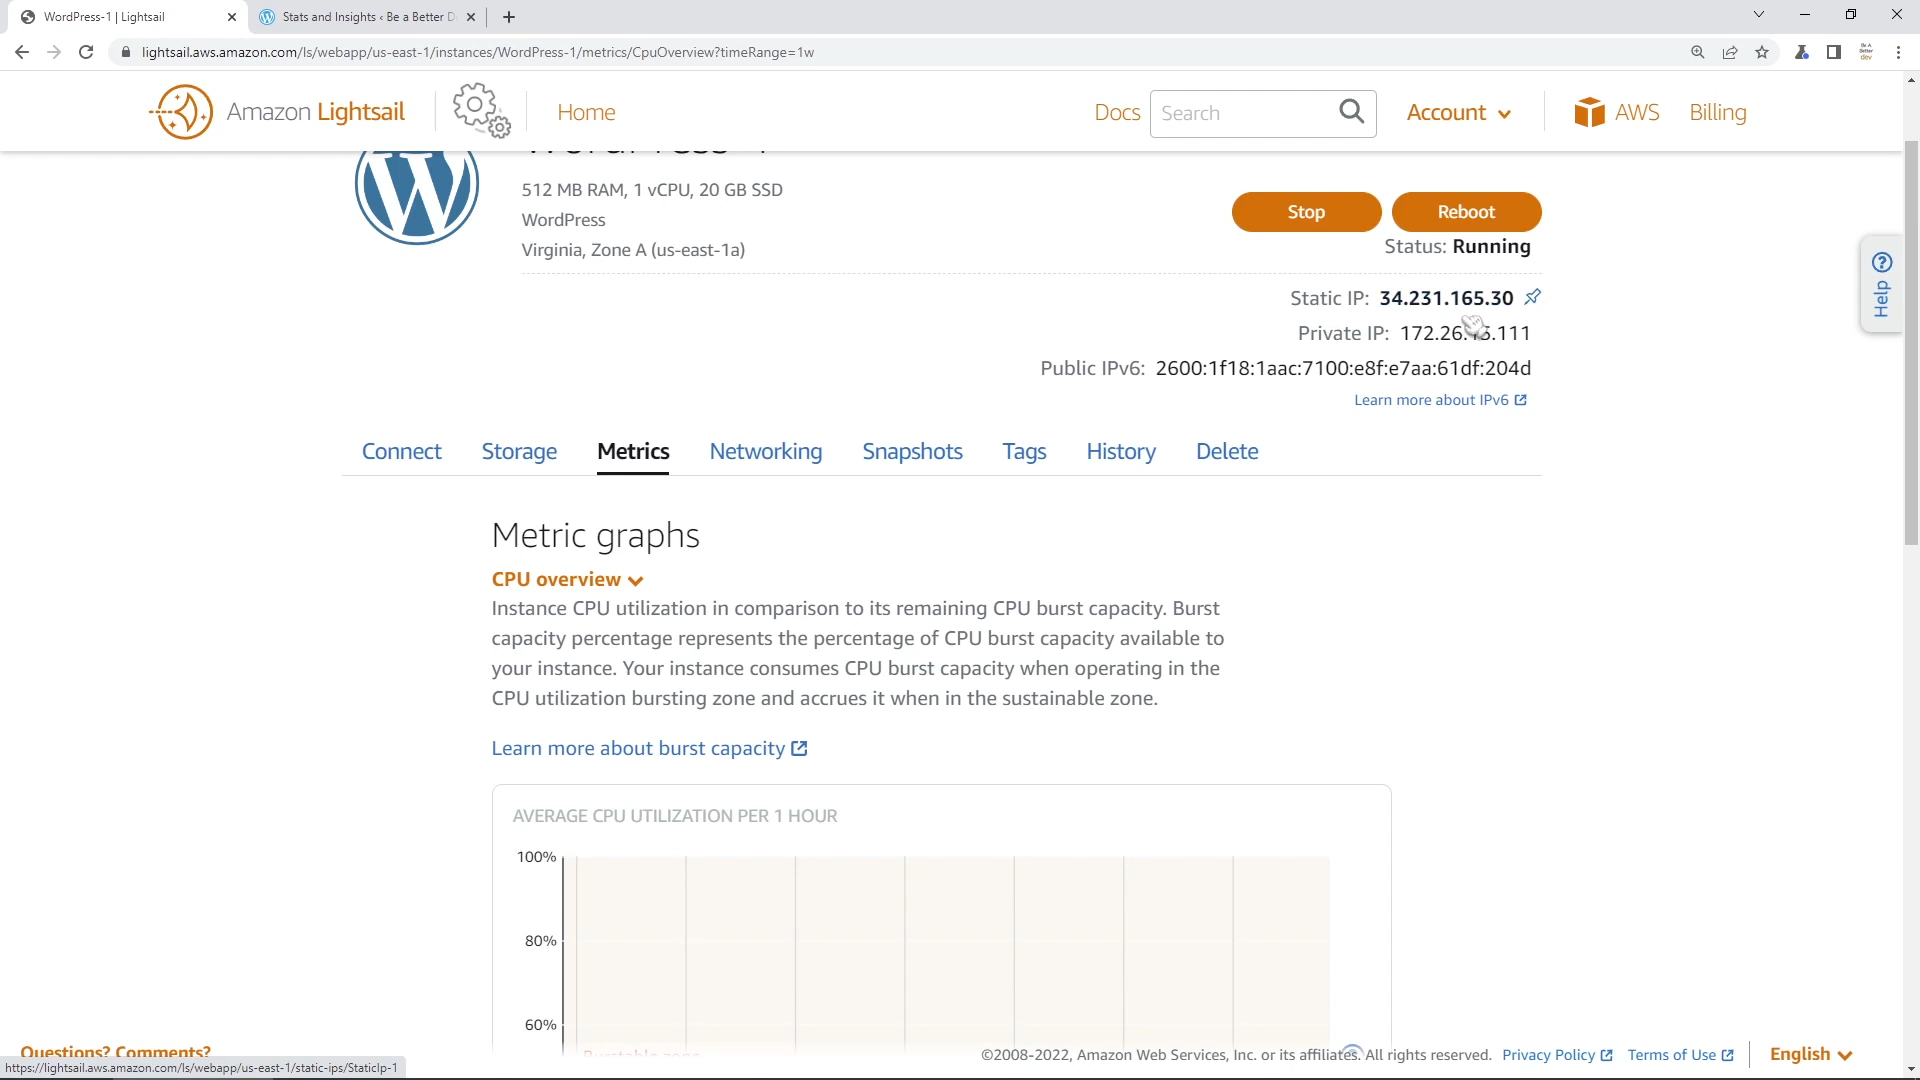 WordPress-1 | Lightsail
Stats and Insights ‹ Be a Better D
lightsail.aws.amazon.com/ls/webapp/us-east-1/instances/WordPress-1/metrics/CpuOverview?timeRange=1w
Amazon Lightsail
Home
Docs
Search
Account
AWS
Billing
512 MB RAM, 1 vCPU, 20 GB SSD
WordPress
Virginia, Zone A (us-east-1a)
Stop
Reboot
Status: Running
Static IP: 34.231.165.30
Private IP:
Public IPv6: 2600:1f18:1aac:7100:e8f:e7aa:61df:204d
Learn more about IPv6
Help
Connect
Storage
Metrics
Networking
Snapshots
Tags
History
Delete
Metric graphs
CPU overview
Instance CPU utilization in comparison to its remaining CPU burst capacity. Burst
capacity percentage represents the percentage of CPU burst capacity available to
your instance. Your instance consumes CPU burst capacity when operating in the
CPU utilization bursting zone and accrues it when in the sustainable zone.
Learn more about burst capacity
AVERAGE CPU UTILIZATION PER 1 HOUR
100%
80%
60%
Burstable zone
Questions? Comments?
©2008-2022, Amazon Web Services, Inc. or its affiliates. All rights reserved.
Privacy Policy
Terms of Use
English
https://lightsail.aws.amazon.com/ls/webapp/us-east-1/static-ips/StaticIp-1